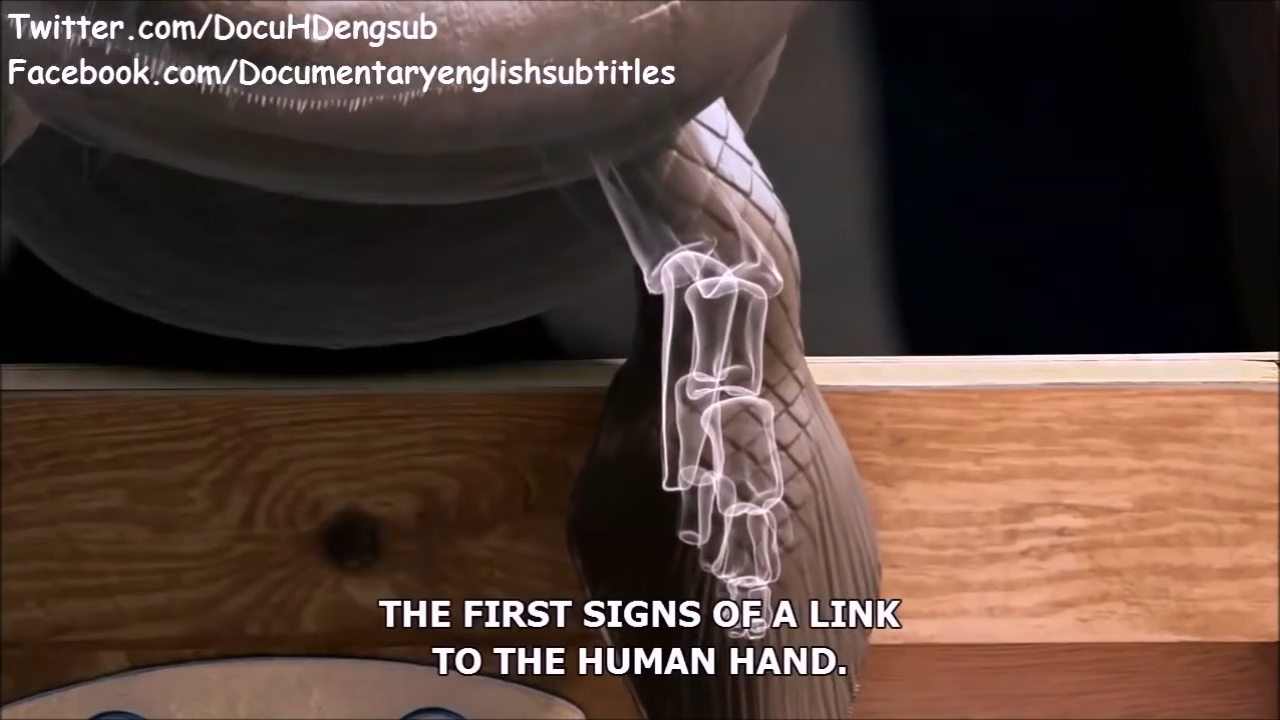 Twitter.com/DocuHDengsub
Facebook.com/Documentaryenglishsubtitles
THE FIRST SIGNS OF A LINK
TO THE HUMAN HAND.